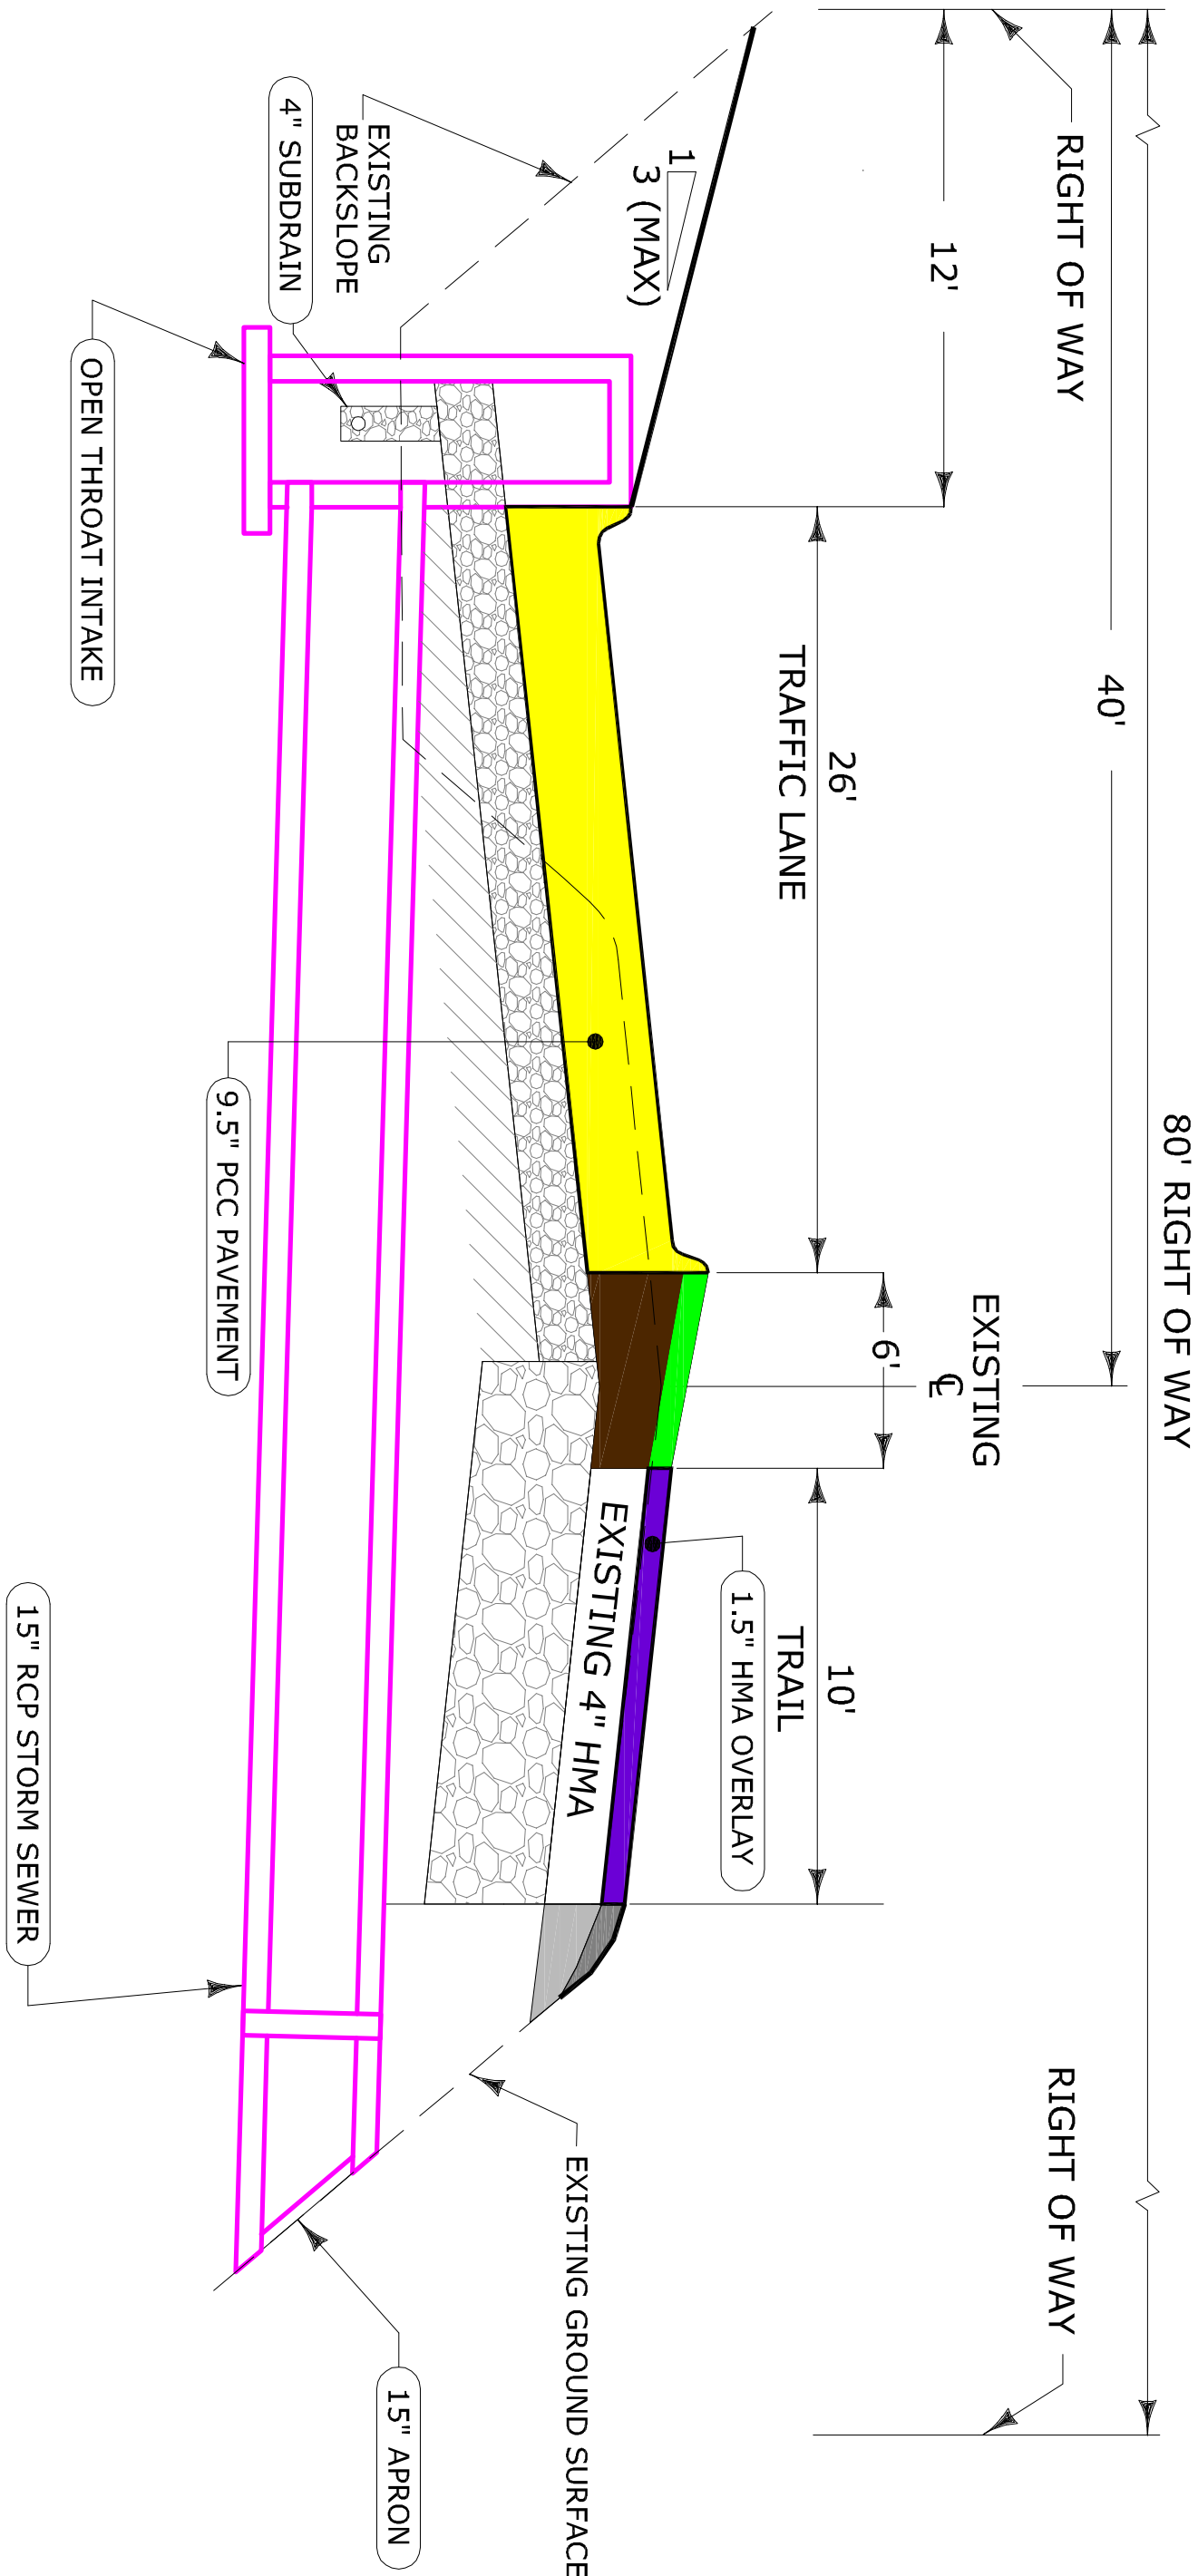 80' RIGHT OF WAY
40'
EXISTING
℄
RIGHT OF WAY
RIGHT OF WAY
12'
26'
TRAFFIC LANE
6'
10'
TRAIL
1
3 (MAX)
1.5" HMA OVERLAY
EXISTING 4" HMA
EXISTING
BACKSLOPE
4" SUBDRAIN
EXISTING GROUND SURFACE
9.5" PCC PAVEMENT
15" APRON
OPEN THROAT INTAKE
15" RCP STORM SEWER